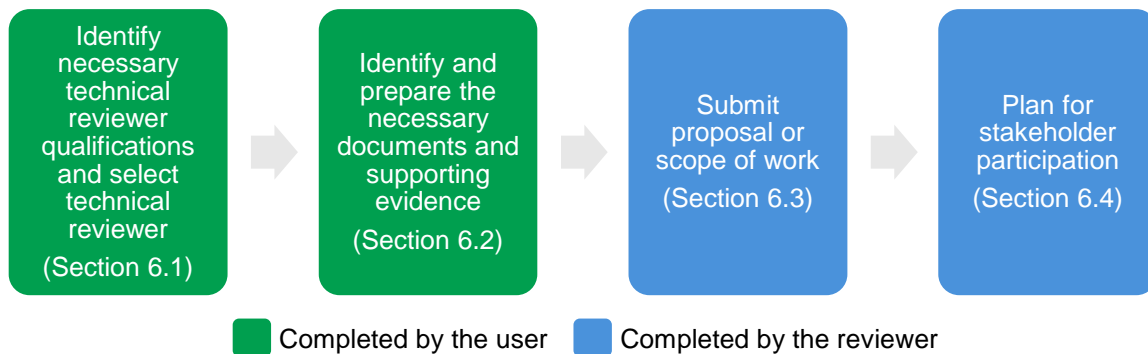 Identify
necessary
technical
reviewer
qualifications
and select
technical
reviewer
(Section 6.1)
Identify and
prepare the
necessary
documents and
supporting
evidence
(Section 6.2)
Submit
proposal or
scope of work
(Section 6.3)
Plan for
stakeholder
participation
(Section 6.4)
Completed by the user
Completed by the reviewer